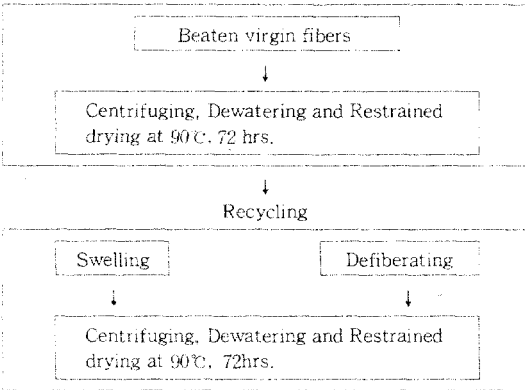 Beaten virgin fibers
↓
Centrifuging, Dewatering and Restrained
drying at 90℃, 72 hrs.
↓
Recycling
Swelling Defiberating
↓ ↓
Centrifuging, Dewatering and Restrained
drying at 90℃, 72hrs.